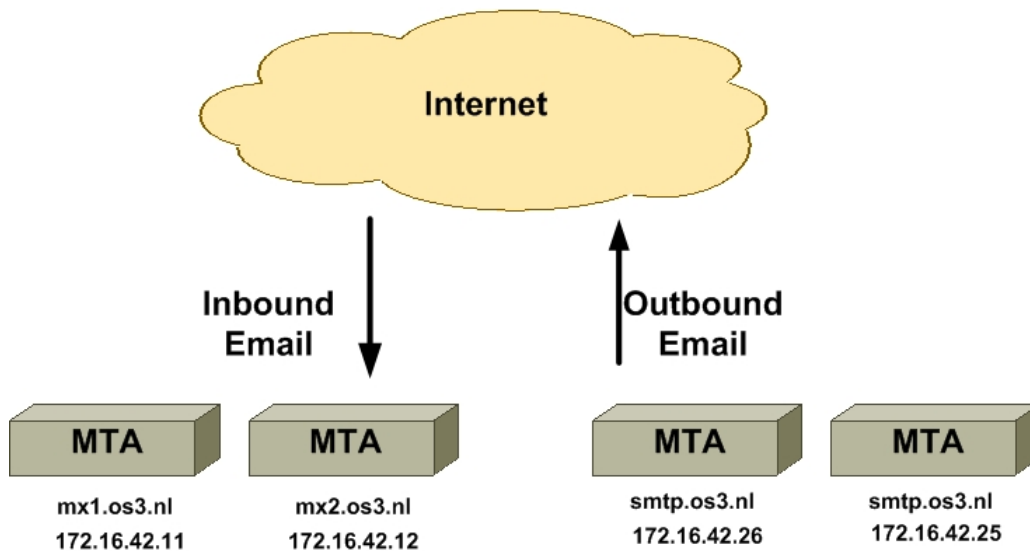 Internet
Inbound
Email
Outbound
Email
MTA
MTA
MTA
MTA
mx1.os3.nl
172.16.42.11
mx2.os3.nl
172.16.42.12
smtp.os3.nl
172.16.42.26
smtp.os3.nl
172.16.42.25